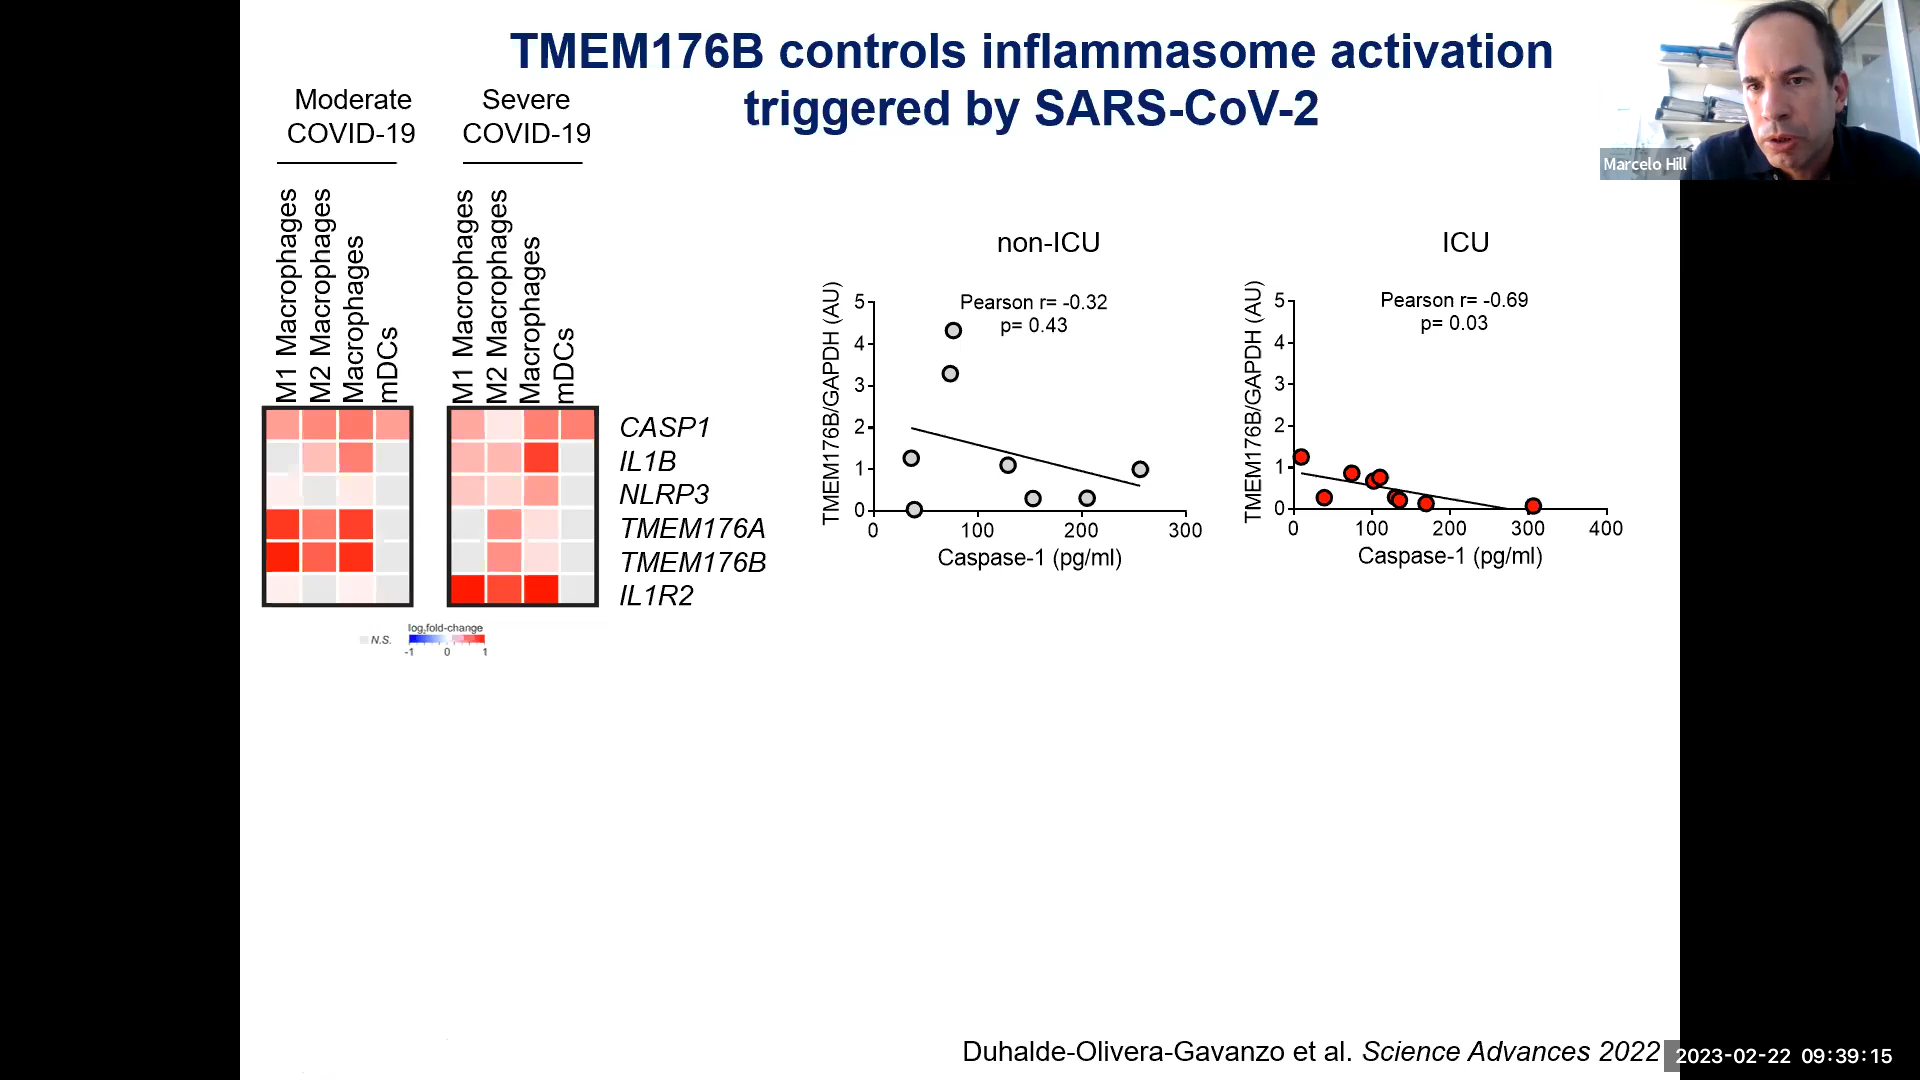 TMEM176B controls inflammasome activation
triggered by SARS-CoV-2
Marcelo Hill
Moderate
COVID-19
Severe
COVID-19
M1 Macrophages
M2 Macrophages
Macrophages
mDCs
M1 Macrophages
M2 Macrophages
Macrophages
mDCs
CASP1
IL1B
NLRP3
TMEM176A
TMEM176B
IL1R2
N.S.
log₂fold-change
-1 0 1
non-ICU
Pearson r= -0.32
p= 0.43
TMEM176B/GAPDH (AU)
5
4
3
2
1
0
0 100 200 300
Caspase-1 (pg/ml)
ICU
Pearson r= -0.69
p= 0.03
TMEM176B/GAPDH (AU)
5
4
3
2
1
0
0 100 200 300 400
Caspase-1 (pg/ml)
Duhalde-Olivera-Gavanzo et al. Science Advances 2022
2023-02-22 09:39:15